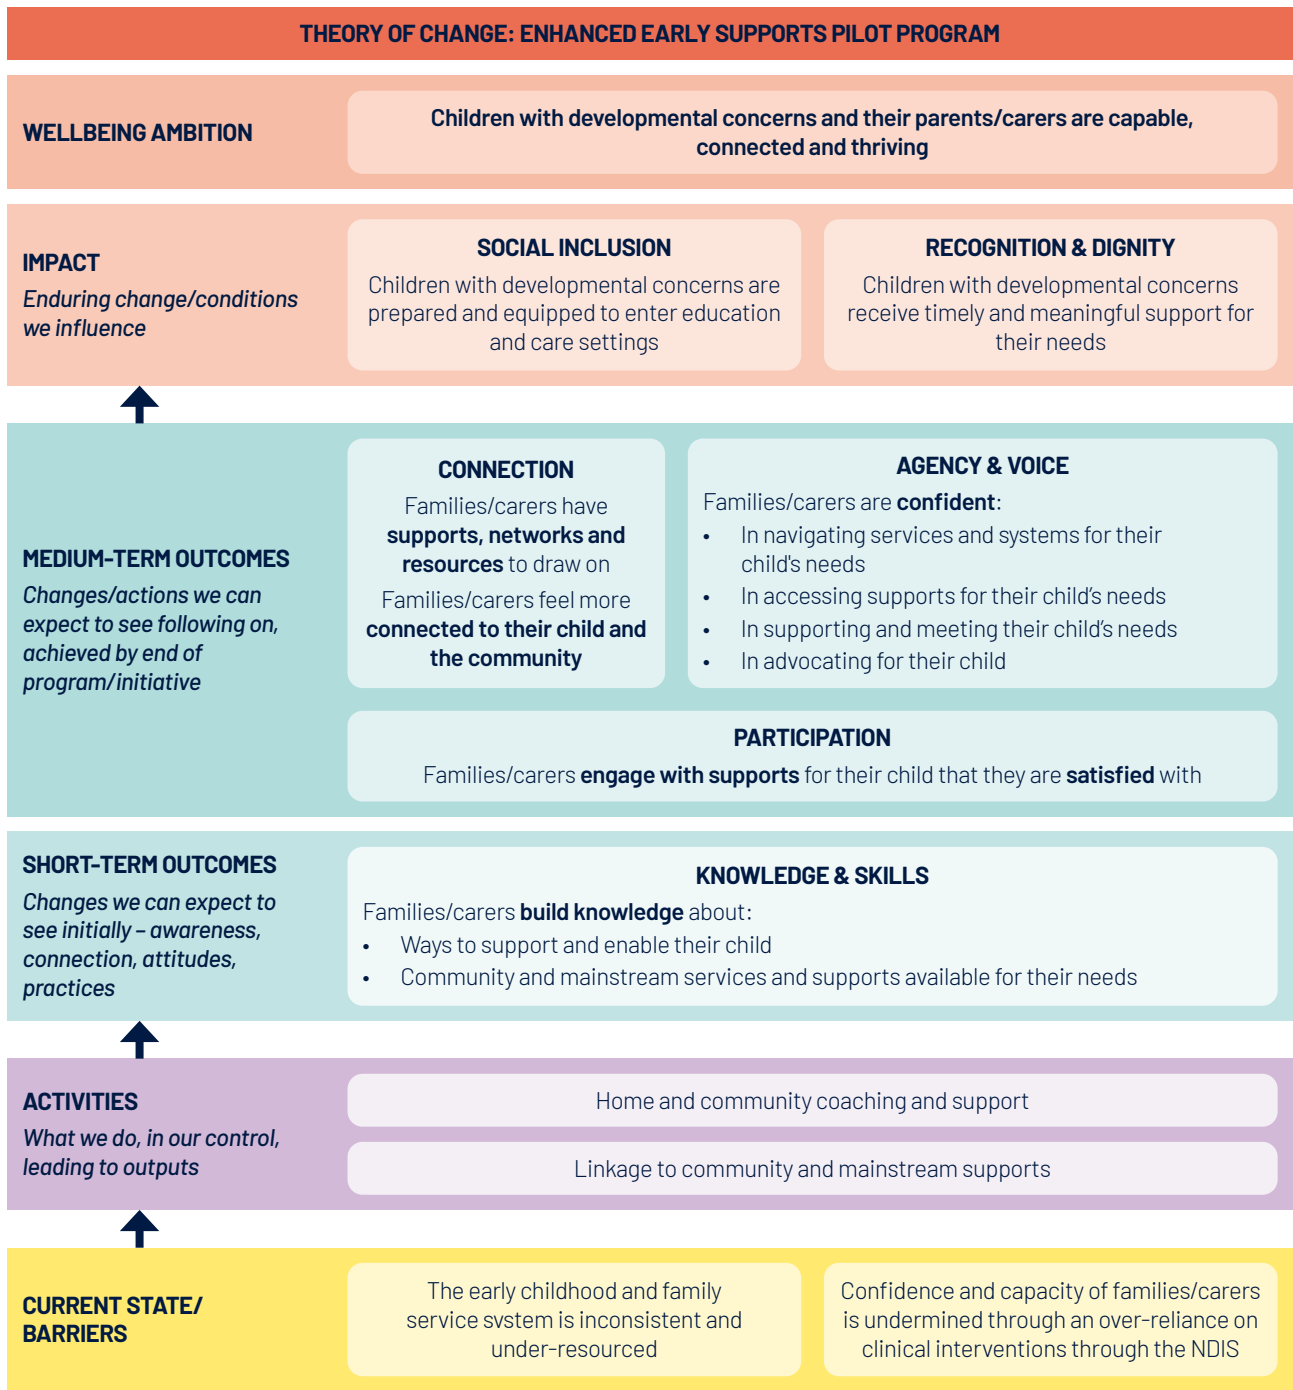 THEORY OF CHANGE: ENHANCED EARLY SUPPORTS PILOT PROGRAM
WELLBEING AMBITION
Children with developmental concerns and their parents/carers are capable,
connected and thriving
IMPACT
Enduring change/conditions
we influence
SOCIAL INCLUSION
Children with developmental concerns are
prepared and equipped to enter education
and care settings
RECOGNITION & DIGNITY
Children with developmental concerns
receive timely and meaningful support for
their needs
MEDIUM-TERM OUTCOMES
Changes/actions we can
expect to see following on,
achieved by end of
program/initiative
CONNECTION
Families/carers have
supports, networks and
resources to draw on
Families/carers feel more
connected to their child and
the community
AGENCY & VOICE
Families/carers are confident:
• In navigating services and systems for their
child's needs
• In accessing supports for their child’s needs
• In supporting and meeting their child’s needs
• In advocating for their child
PARTICIPATION
Families/carers engage with supports for their child that they are satisfied with
SHORT-TERM OUTCOMES
Changes we can expect to
see initially – awareness,
connection, attitudes,
practices
KNOWLEDGE & SKILLS
Families/carers build knowledge about:
• Ways to support and enable their child
• Community and mainstream services and supports available for their needs
ACTIVITIES
What we do, in our control,
leading to outputs
Home and community coaching and support
Linkage to community and mainstream supports
CURRENT STATE/
BARRIERS
The early childhood and family
service system is inconsistent and
under-resourced
Confidence and capacity of families/carers
is undermined through an over-reliance on
clinical interventions through the NDIS